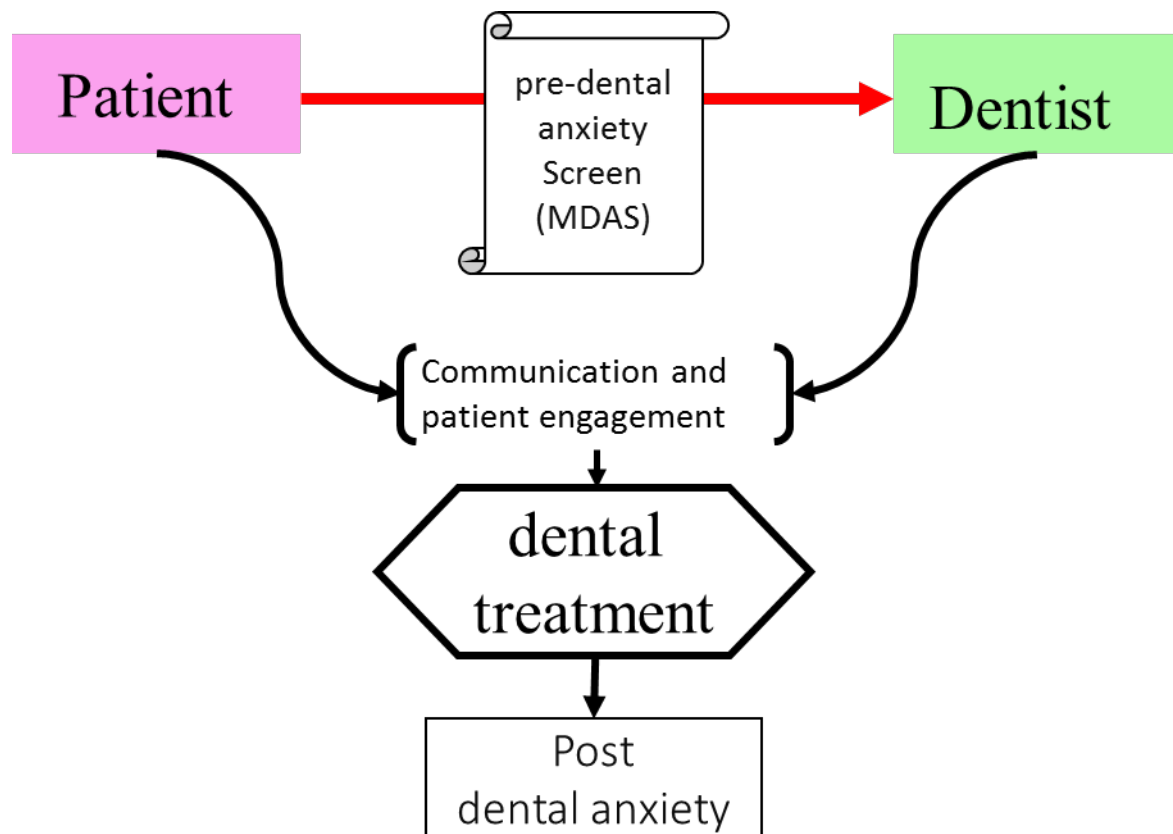 Patient
pre-dental
anxiety
Screen
(MDAS)
Dentist
Communication and
patient engagement
dental
treatment
Post
dental anxiety